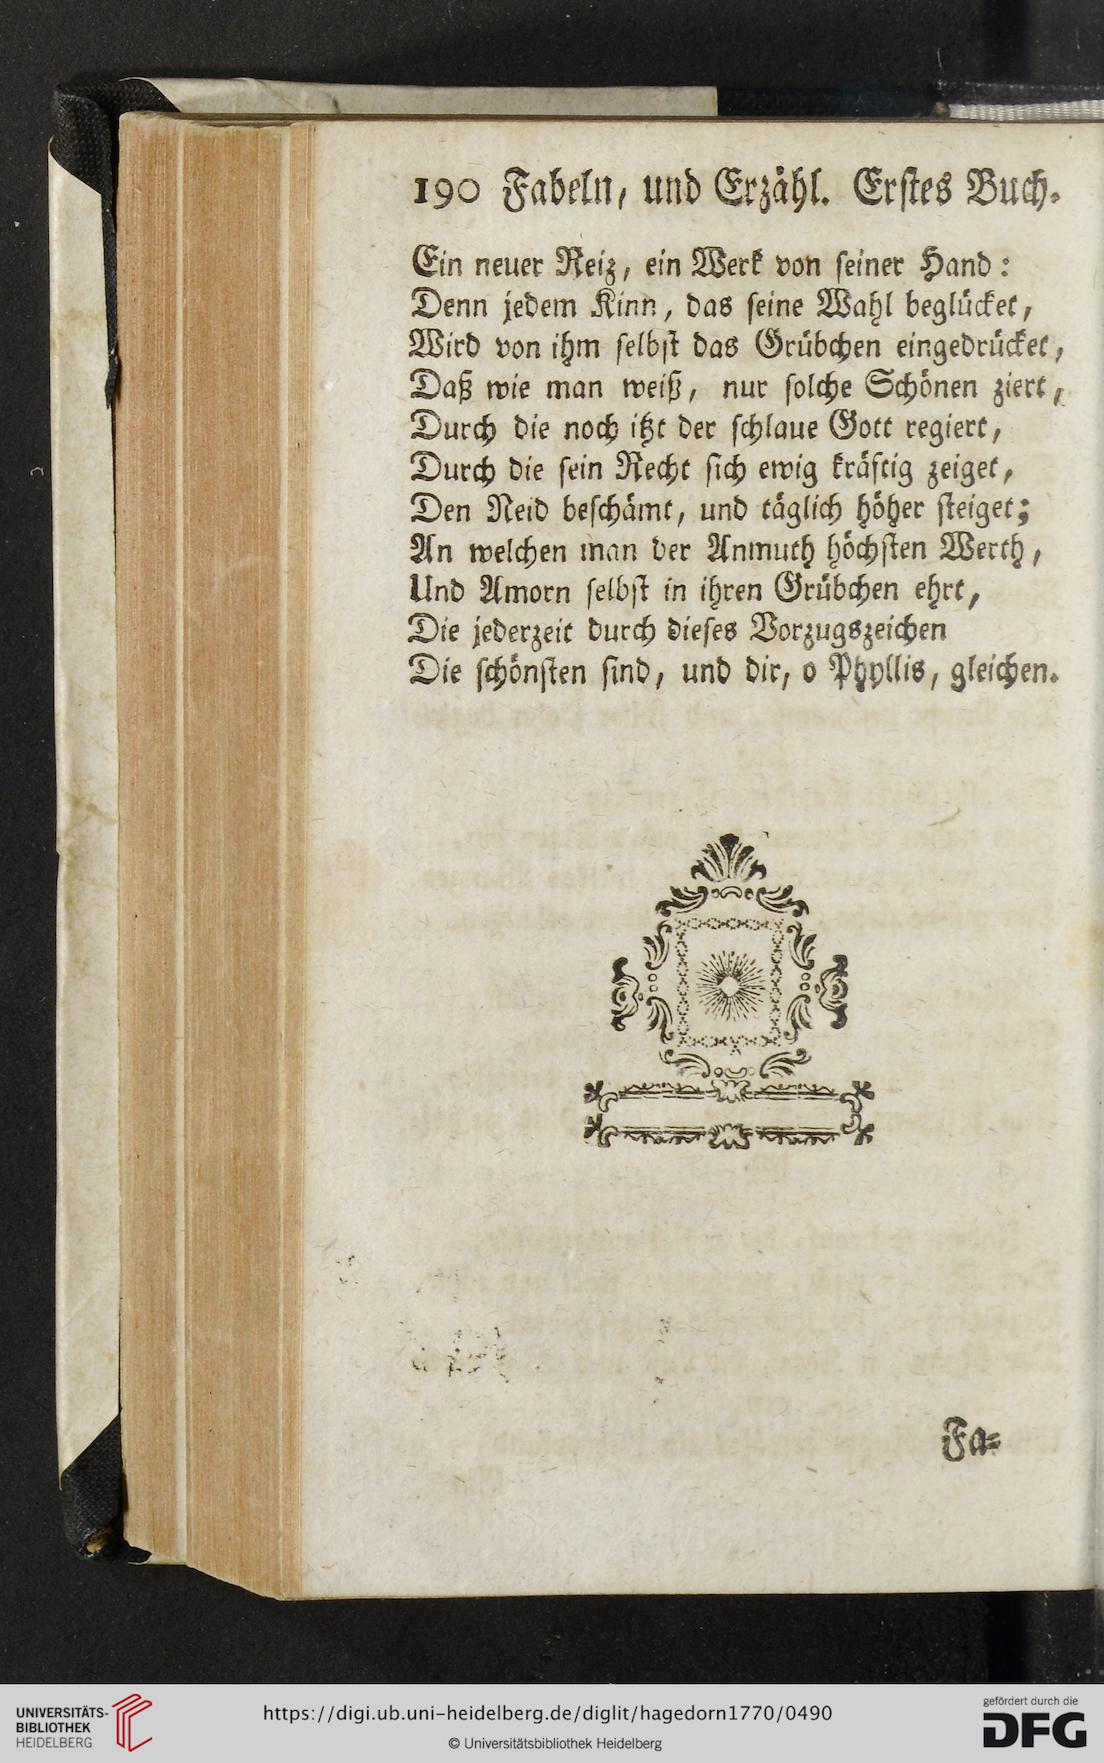 190 Fabeln, und Erzähl. Erstes Buch.
Ein neuer Reiz, ein Werk von seiner Hand:
Denn jedem Kinn, das seine Wahl beglücket,
Wird von ihm selbst das Grübchen eingedrücket,
Daß wie man weiß, nur solche Schönen ziert,
Durch die noch itzt der schlaue Gott regiert,
Durch die sein Recht sich ewig kräftig zeiget,
Den Neid beschämt, und täglich höher steiget;
An welchen man der Anmuth höchsten Werth,
Und Amorn selbst in ihren Grübchen ehrt,
Die jederzeit durch dieses Vorzugszeichen
Die schönsten sind, und dir, o Phyllis, gleichen.
Fa-
UNIVERSITÄTS-
BIBLIOTHEK
HEIDELBERG
https://digi.ub.uni-heidelberg.de/diglit/hagedorn1770/0490
© Universitätsbibliothek Heidelberg
gefördert durch die
DFG